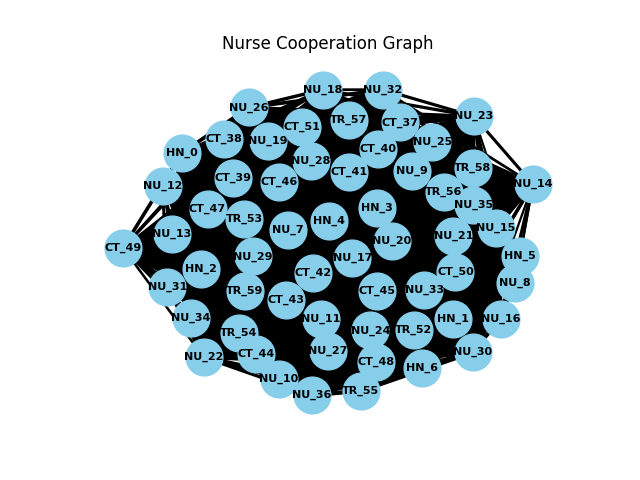 Nurse Cooperation Graph
NU_18
NU_32
NU_26
NU_23
CT_51
TR_57
CT_37
CT_38
NU_19
NU_25
HN_0
NU_28
CT_40
NU_12
CT_39
CT_46
CT_41
NU_9
TR_58
NU_14
TR_56
CT_47
TR_53
HN_4
HN_3
NU_35
NU_13
NU_7
NU_15
CT_49
NU_29
NU_20
NU_21
HN_5
HN_2
CT_42
NU_17
CT_50
NU_8
NU_31
TR_59
CT_43
CT_45
NU_33
NU_34
NU_11
HN_1
NU_16
TR_54
NU_24
TR_52
NU_22
CT_44
NU_27
CT_48
NU_30
NU_10
HN_6
NU_36
TR_55